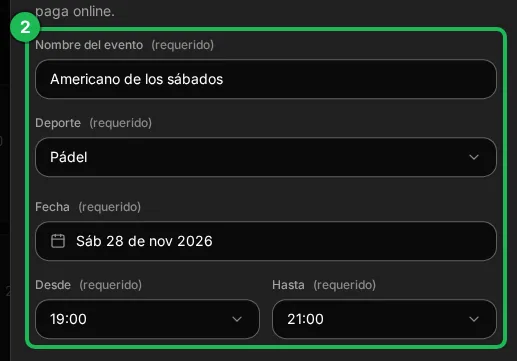 paga online.
2
Nombre del evento (requerido)
Americano de los sábados
Deporte (requerido)
Pádel
Fecha (requerido)
Sáb 28 de nov 2026
Desde (requerido) Hasta (requerido)
19:00 21:00